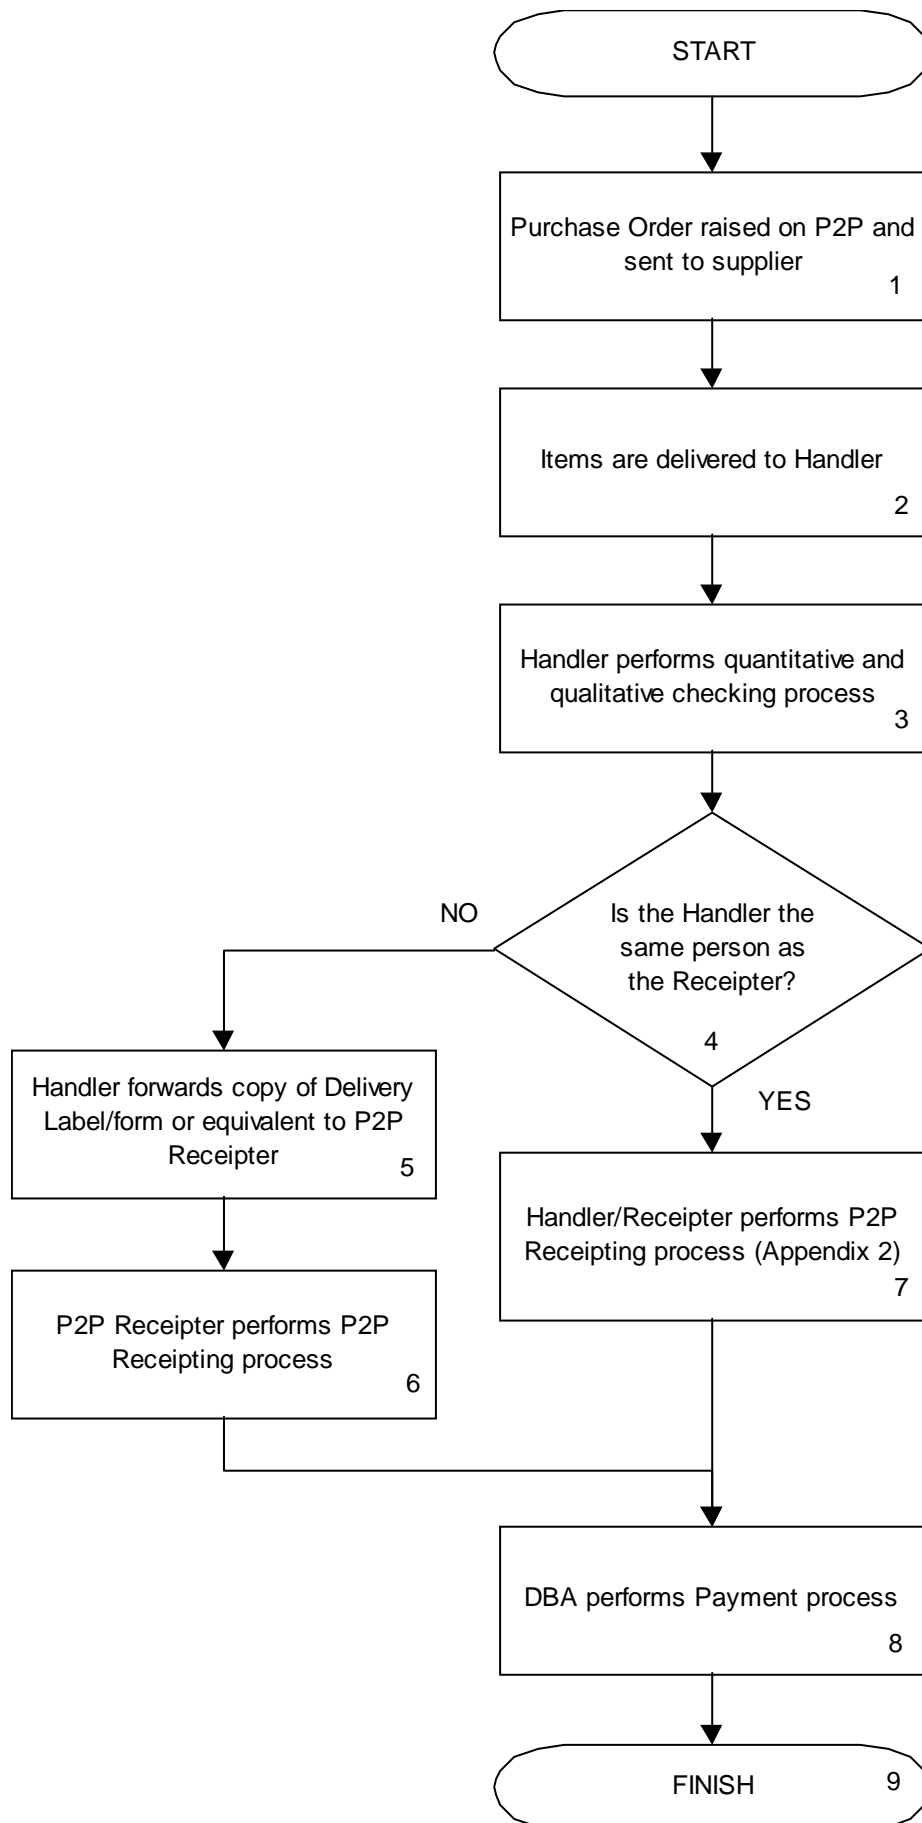 START
Purchase Order raised on P2P and
sent to supplier
1
Items are delivered to Handler
2
Handler performs quantitative and
qualitative checking process
3
Is the Handler the
same person as
the Receipter?
4
NO
YES
Handler forwards copy of Delivery
Label/form or equivalent to P2P
Receipter
5
P2P Receipter performs P2P
Receipting process
6
Handler/Receipter performs P2P
Receipting process (Appendix 2)
7
DBA performs Payment process
8
FINISH
9